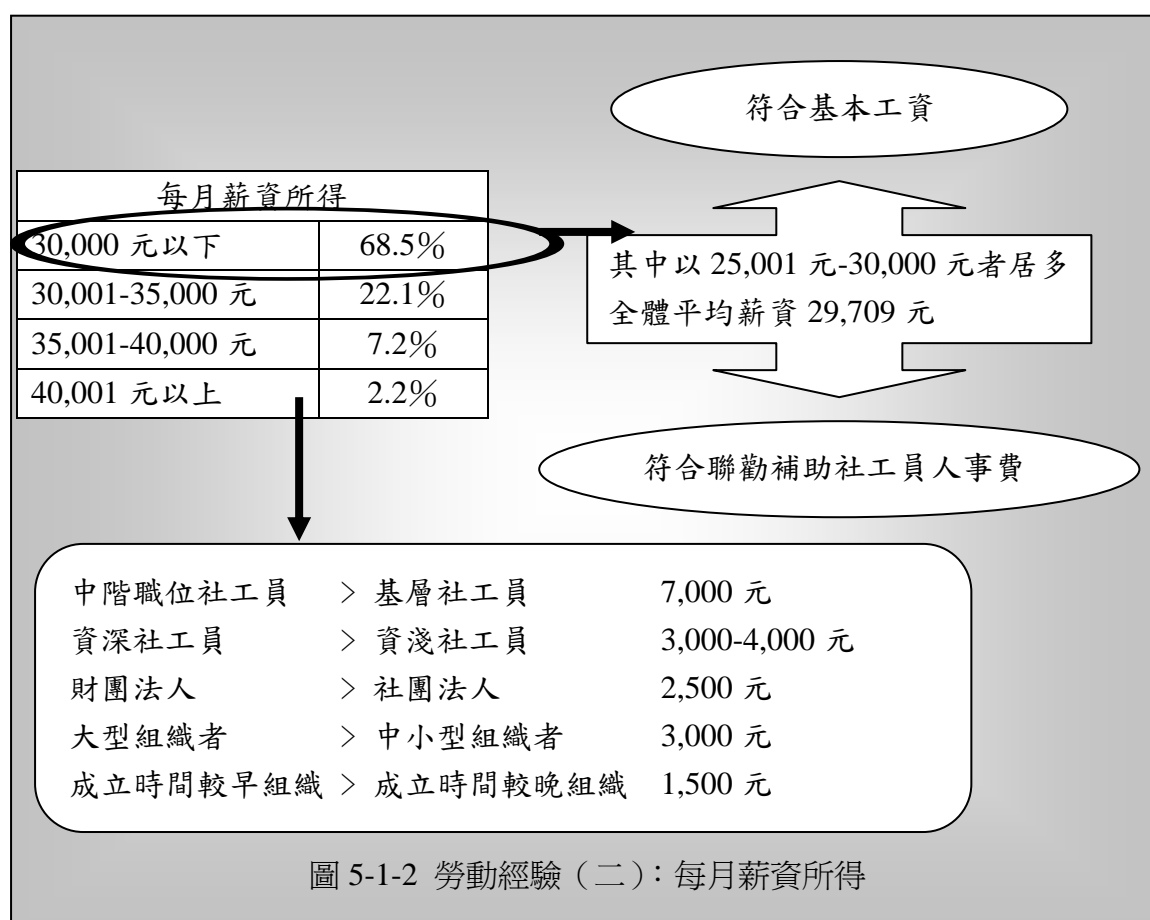 符合基本工資
每月薪資所得
30,000 元以下 68.5%
30,001-35,000 元 22.1%
35,001-40,000 元 7.2%
40,001 元以上 2.2%
其中以 25,001 元-30,000 元者居多
全體平均薪資 29,709 元
符合聯勸補助社工員人事費
中階職位社工員 > 基層社工員 7,000 元
資深社工員 > 資淺社工員 3,000-4,000 元
財團法人 > 社團法人 2,500 元
大型組織者 > 中小型組織者 3,000 元
成立時間較早組織 > 成立時間較晚組織 1,500 元
圖 5-1-2 勞動經驗（二）：每月薪資所得